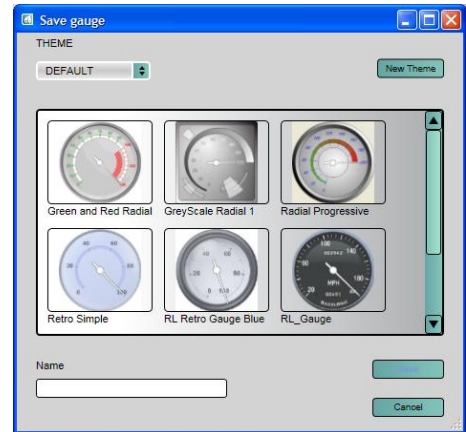 Save gauge
THEME
DEFAULT
New Theme
Green and Red Radial
GreyScale Radial 1
Radial Progressive
Retro Simple
RL Retro Gauge Blue
RL_Gauge
MPH
Name
Cancel